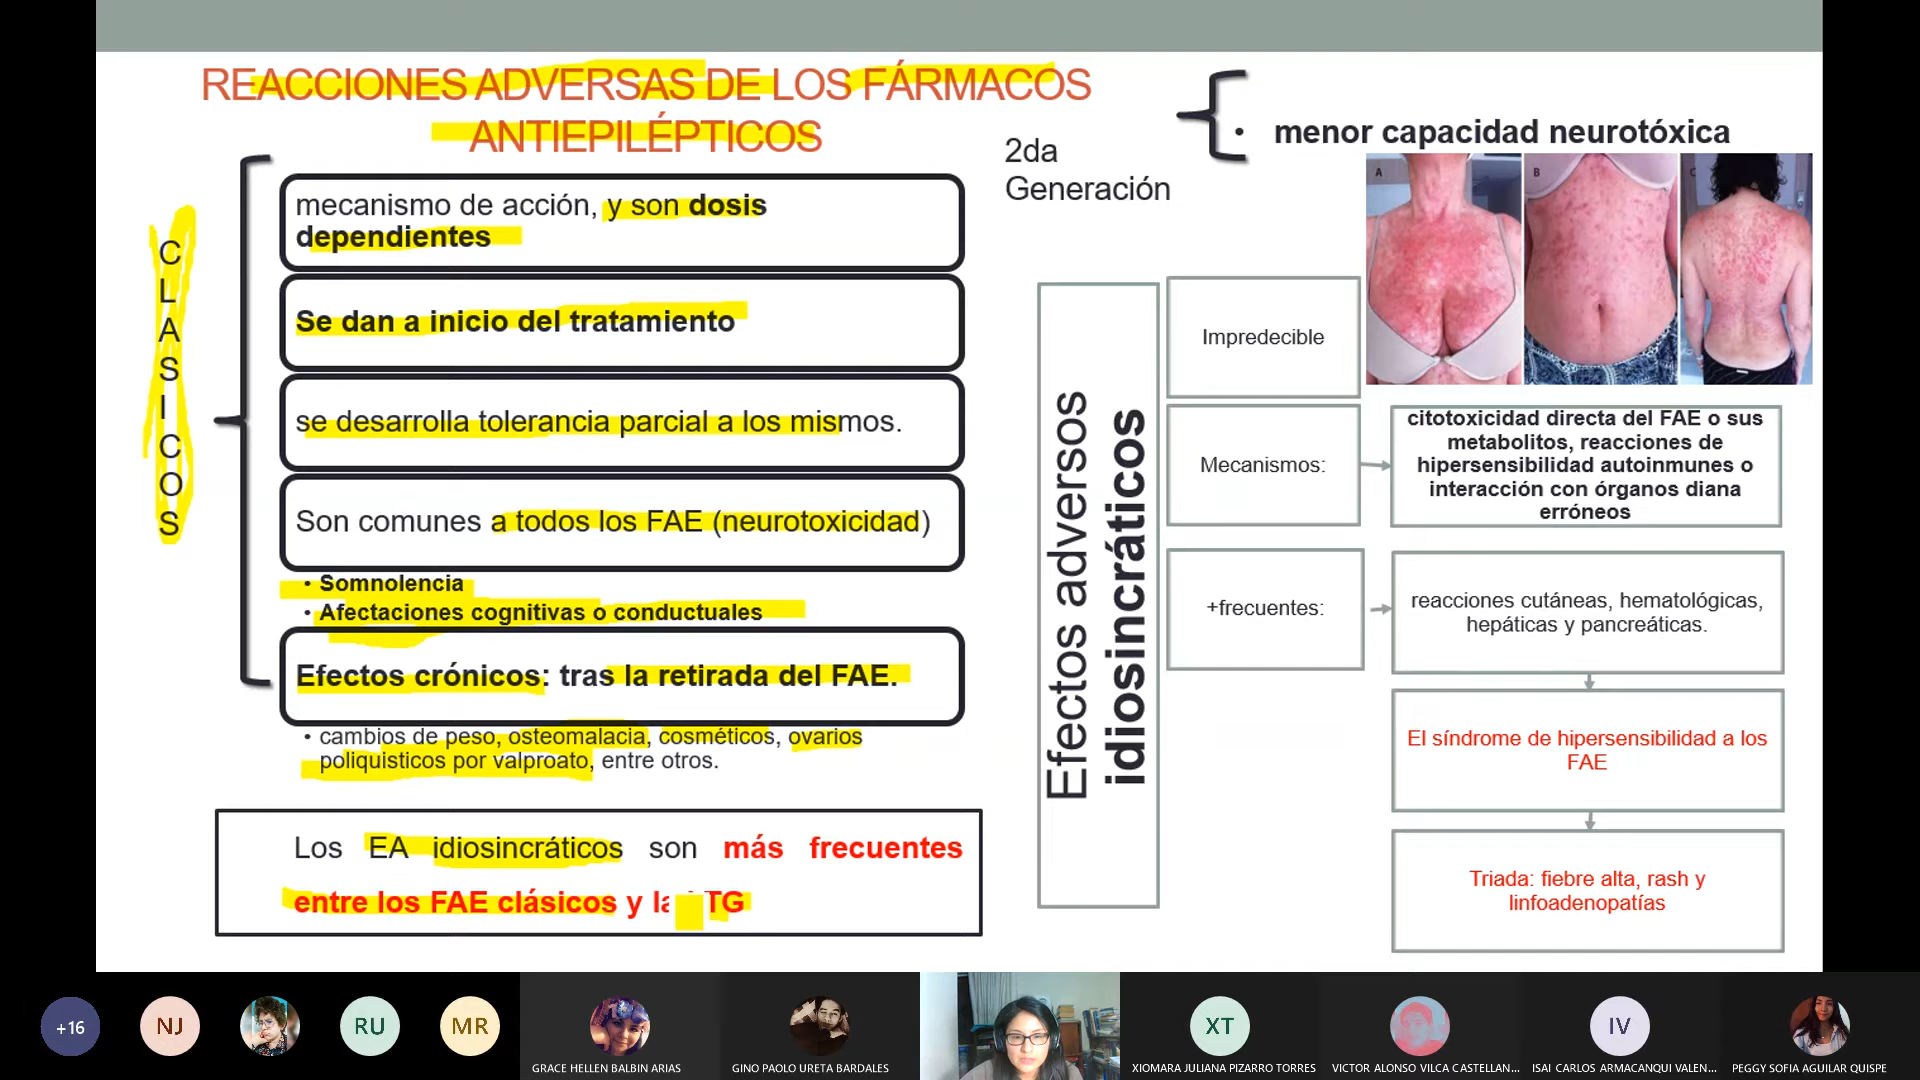 REACCIONES ADVERSAS DE LOS FÁRMACOS
ANTIEPILÉPTICOS
CLASICOS
mecanismo de acción, y son dosis
dependientes
Se dan a inicio del tratamiento
se desarrolla tolerancia parcial a los mismos.
Son comunes a todos los FAE (neurotoxicidad)
• Somnolencia
• Afectaciones cognitivas o conductuales
Efectos crónicos: tras la retirada del FAE.
• cambios de peso, osteomalacia, cosméticos, ovarios
poliquisticos por valproato, entre otros.
Los EA idiosincráticos son más frecuentes
entre los FAE clásicos y la TG
2da
Generación
• menor capacidad neurotóxica
A
B
C
Efectos adversos
idiosincráticos
Impredecible
Mecanismos:
citotoxicidad directa del FAE o sus
metabolitos, reacciones de
hipersensibilidad autoinmunes o
interacción con órganos diana
erróneos
+frecuentes:
reacciones cutáneas, hematológicas,
hepáticas y pancreáticas.
El síndrome de hipersensibilidad a los
FAE
Triada: fiebre alta, rash y
linfoadenopatías
+16
NJ
RU
MR
GRACE HELLEN BALBIN ARIAS
GINO PAOLO URETA BARDALES
XT
XIOMARA JULIANA PIZARRO TORRES
VICTOR ALONSO VILCA CASTELLAN...
IV
ISAI CARLOS ARMACANQUI VALEN...
PEGGY SOFIA AGUILAR QUISPE